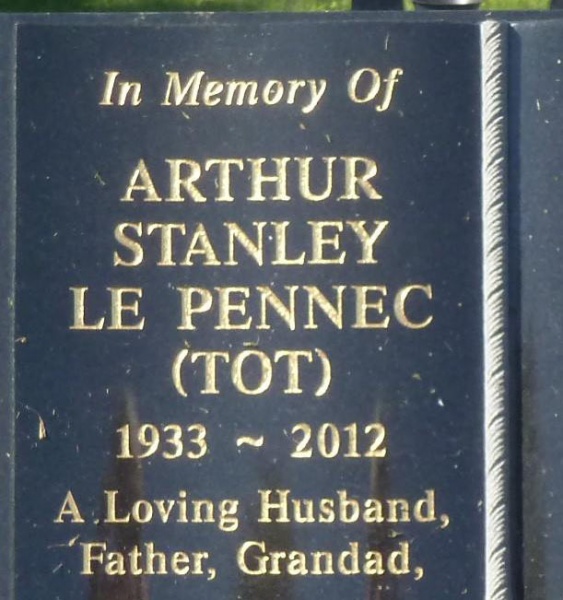 In Memory Of
ARTHUR
STANLEY
LE PENNEC
(TOT)
1933 ~ 2012
A Loving Husband,
Father, Grandad,